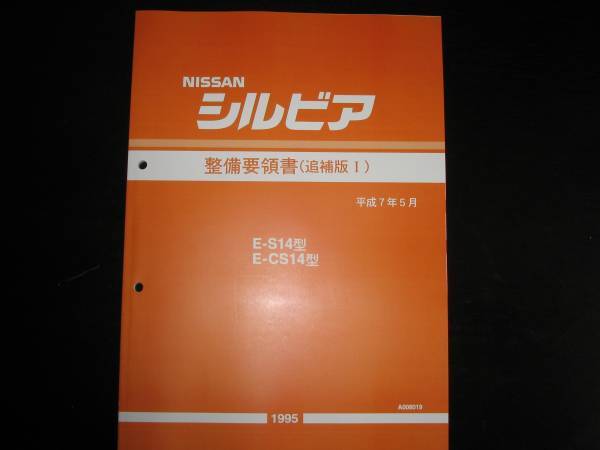 NISSAN
シルビア
整備要領書(追補版Ⅰ)
平成7年5月
E-S14型
E-CS14型
A006019
1995